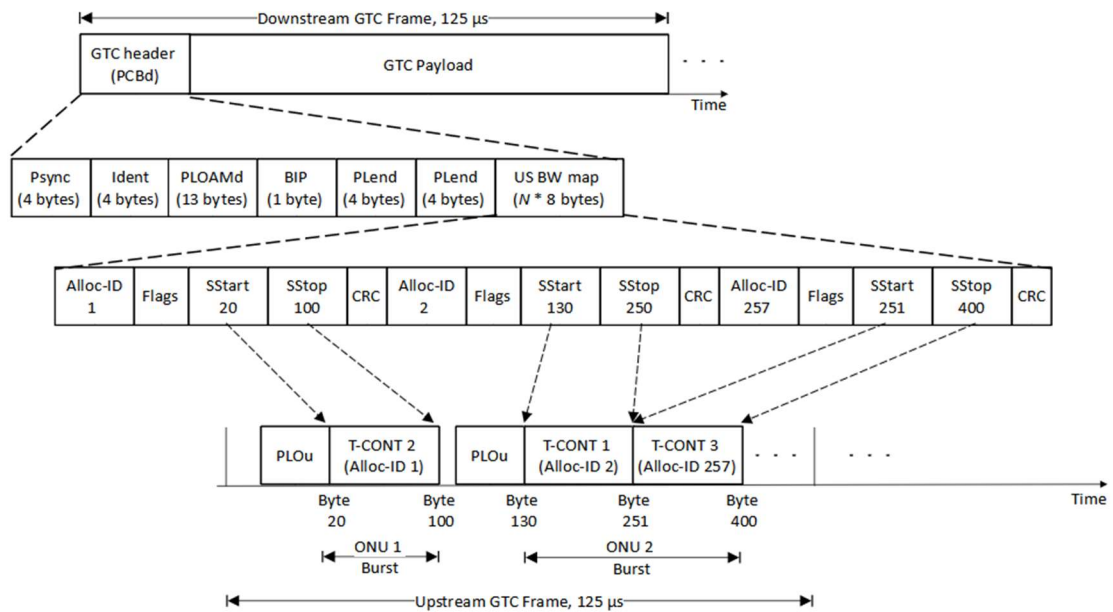 Downstream GTC Frame, 125 µs
GTC header
(PCBd)
GTC Payload
. . .
Time
Psync
(4 bytes)
Ident
(4 bytes)
PLOAMd
(13 bytes)
BIP
(1 byte)
PLend
(4 bytes)
PLend
(4 bytes)
US BW map
(N * 8 bytes)
Alloc-ID
1
Flags
SStart
20
SStop
100
CRC
Alloc-ID
2
Flags
SStart
130
SStop
250
CRC
Alloc-ID
257
Flags
SStart
251
SStop
400
CRC
PLOu
T-CONT 2
(Alloc-ID 1)
PLOu
T-CONT 1
(Alloc-ID 2)
T-CONT 3
(Alloc-ID 257)
. . . .
. . .
Time
Byte
20
Byte
100
Byte
130
Byte
251
Byte
400
ONU 1
Burst
ONU 2
Burst
Upstream GTC Frame, 125 µs